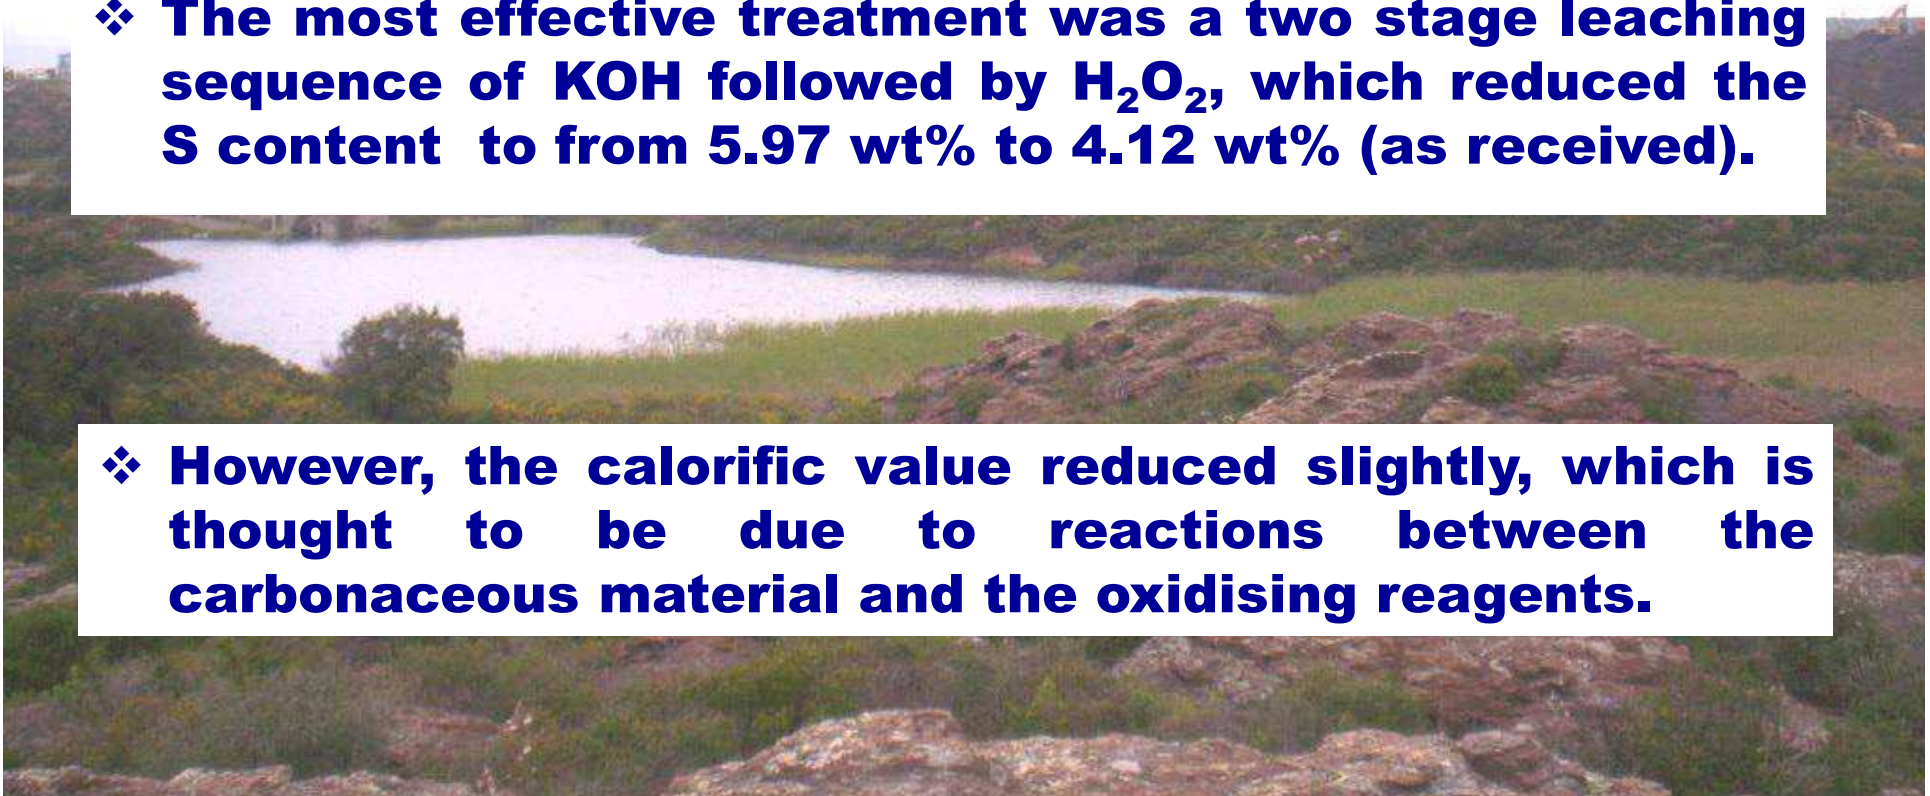 ❖ The most effective treatment was a two stage leaching
sequence of KOH followed by H₂O₂, which reduced the
S content to from 5.97 wt% to 4.12 wt% (as received).
❖ However, the calorific value reduced slightly, which is
thought to be due to reactions between the
carbonaceous material and the oxidising reagents.